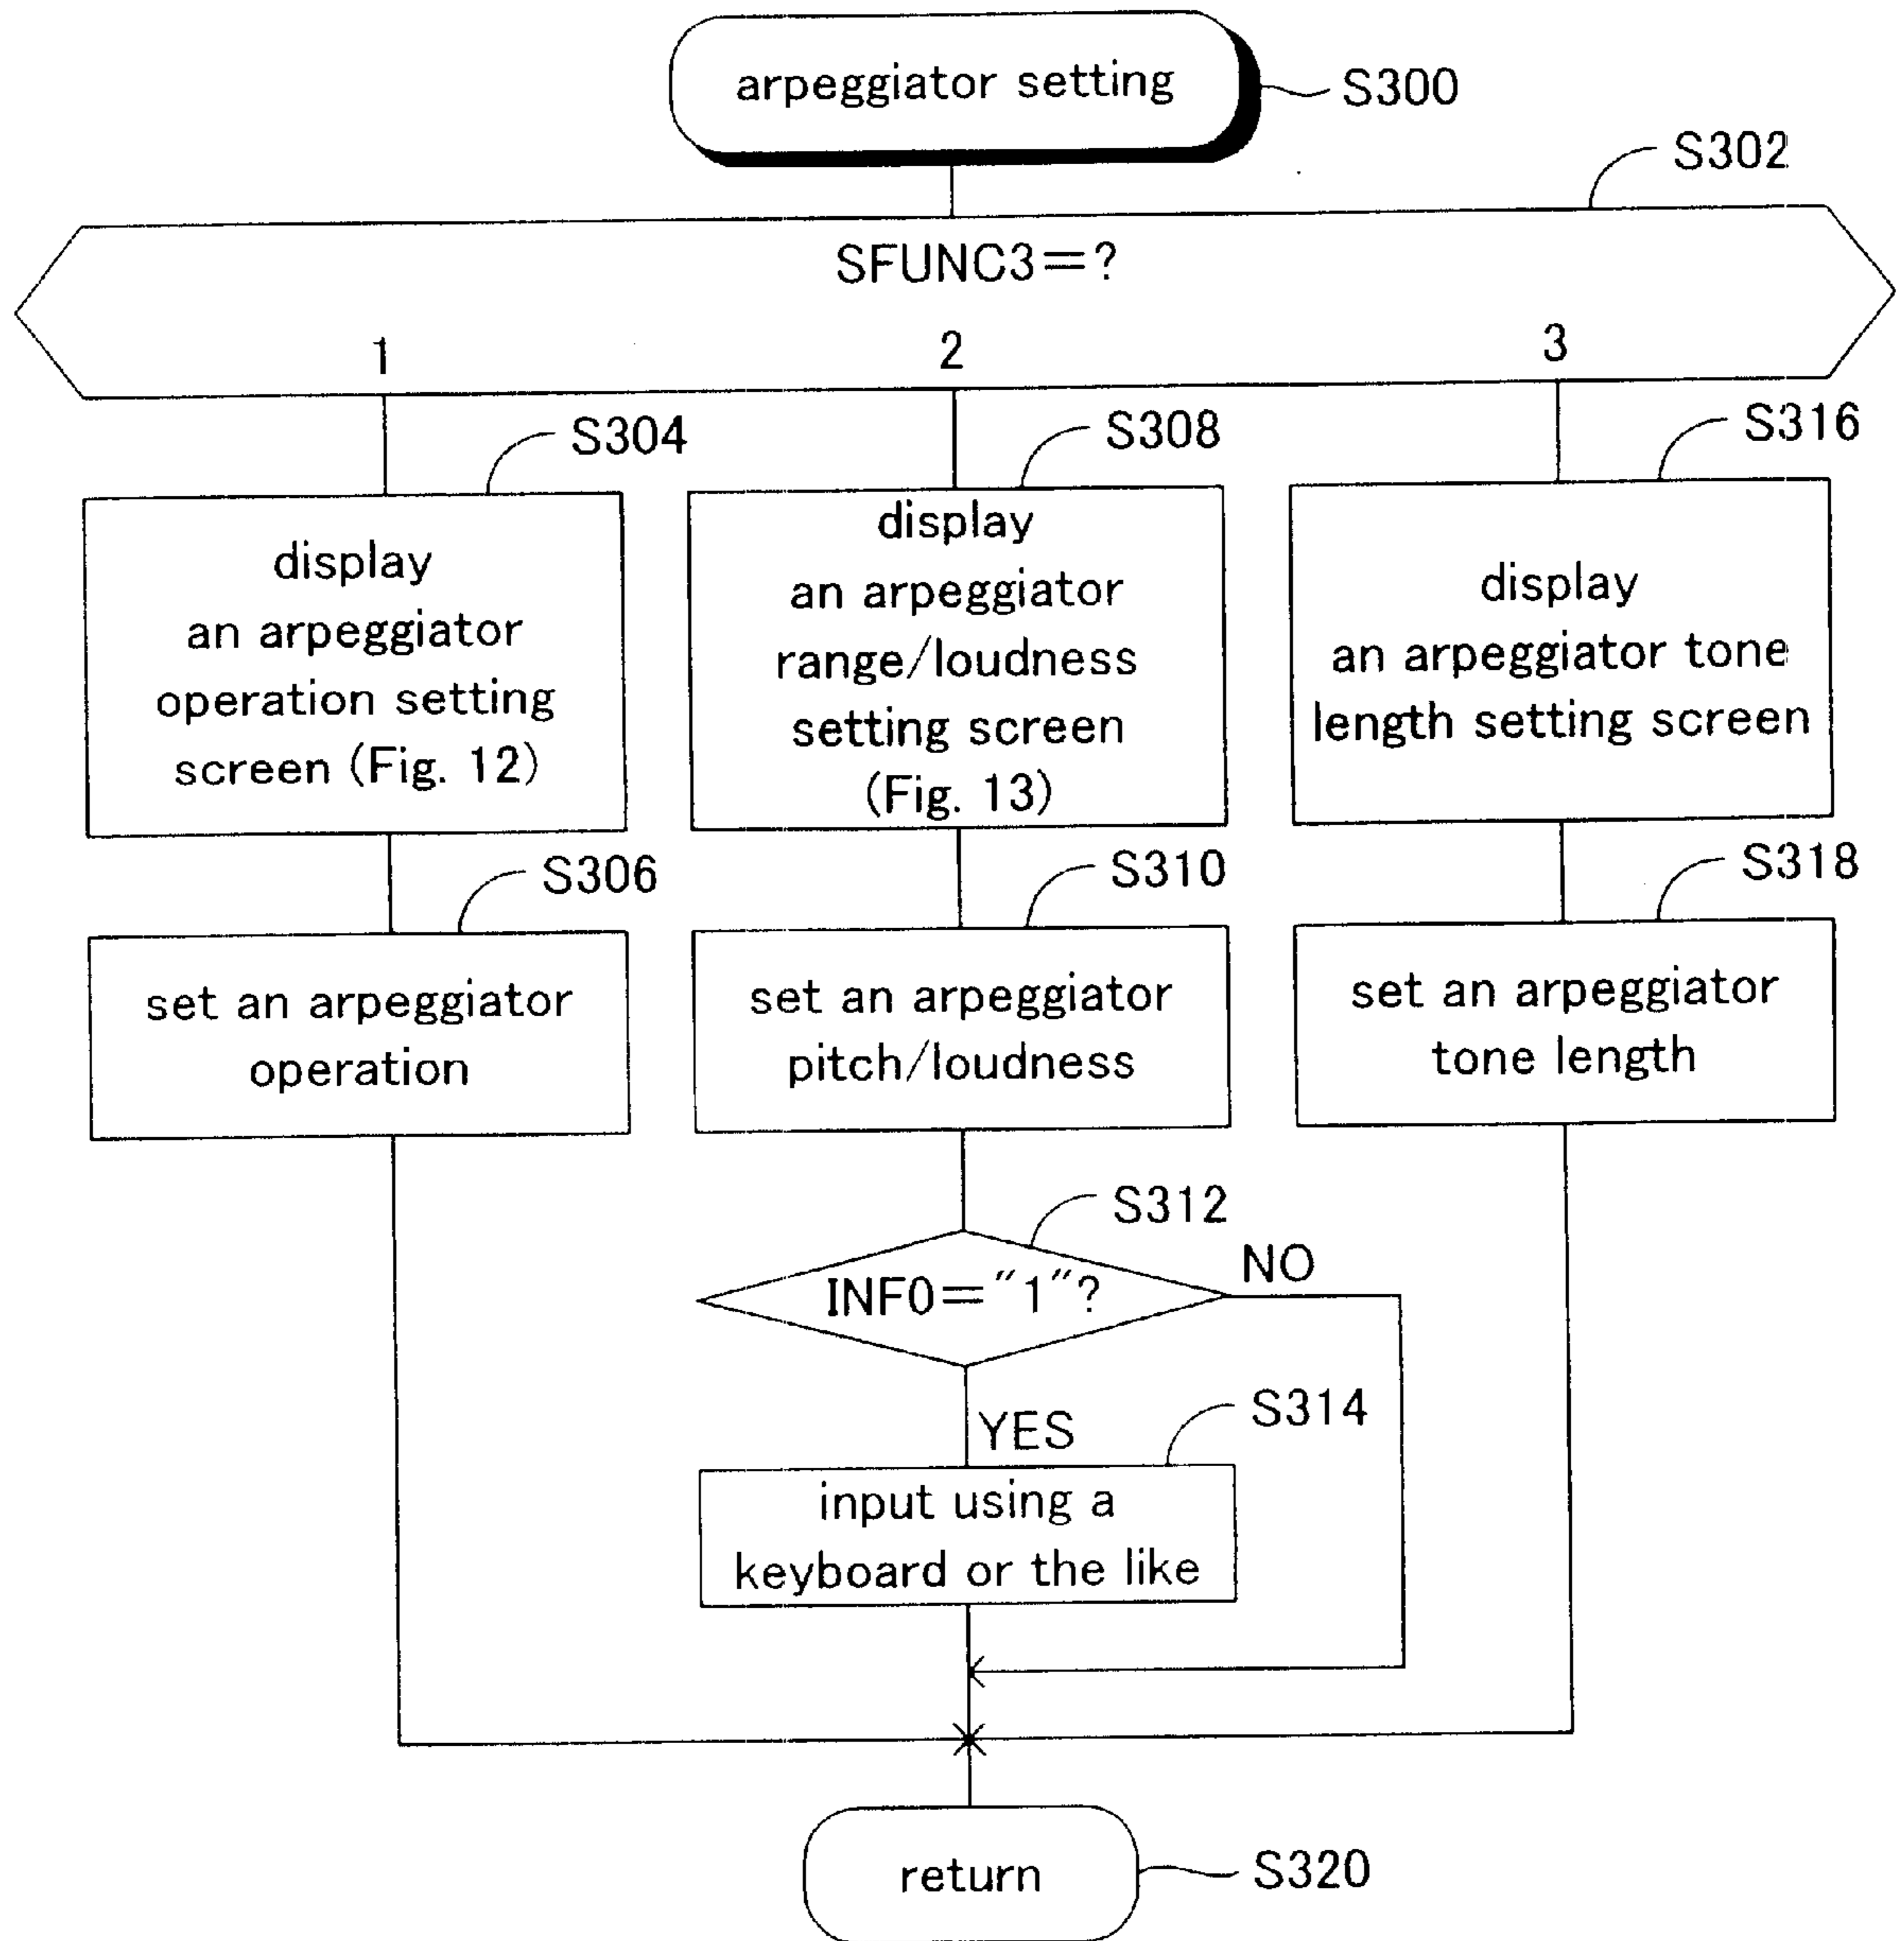 arpeggiator setting
S300
S302
SFUNC3=?
1
2
3
S304
S308
S316
display
an arpeggiator
operation setting
screen (Fig. 12)
display
an arpeggiator
range/loudness
setting screen
(Fig. 13)
display
an arpeggiator tone
length setting screen
S306
S310
S318
set an arpeggiator
operation
set an arpeggiator
pitch/loudness
set an arpeggiator
tone length
S312
INF0="1"?
NO
YES
S314
input using a
keyboard or the like
return
S320